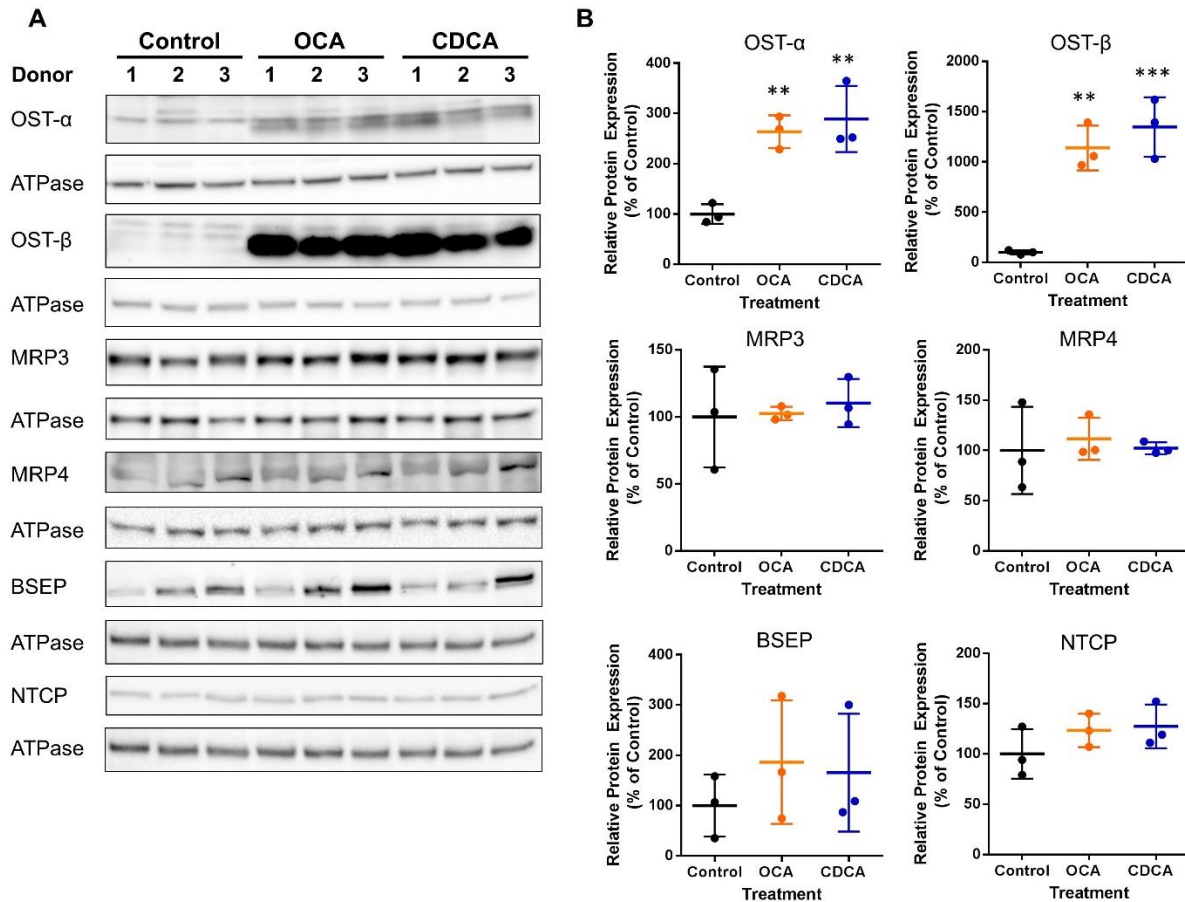 A
Control OCA CDCA
Donor 1 2 3 1 2 3 1 2 3
OST-α
ATPase
OST-β
ATPase
MRP3
ATPase
MRP4
ATPase
BSEP
ATPase
NTCP
ATPase
B
OST-α
Relative Protein Expression
(% of Control)
400
300
200
100
0
**
**
Control OCA CDCA
Treatment
OST-β
Relative Protein Expression
(% of Control)
2000
1500
1000
500
0
**
***
Control OCA CDCA
Treatment
MRP3
Relative Protein Expression
(% of Control)
150
100
50
0
Control OCA CDCA
Treatment
MRP4
Relative Protein Expression
(% of Control)
200
150
100
50
0
Control OCA CDCA
Treatment
BSEP
Relative Protein Expression
(% of Control)
400
300
200
100
0
Control OCA CDCA
Treatment
NTCP
Relative Protein Expression
(% of Control)
200
150
100
50
0
Control OCA CDCA
Treatment